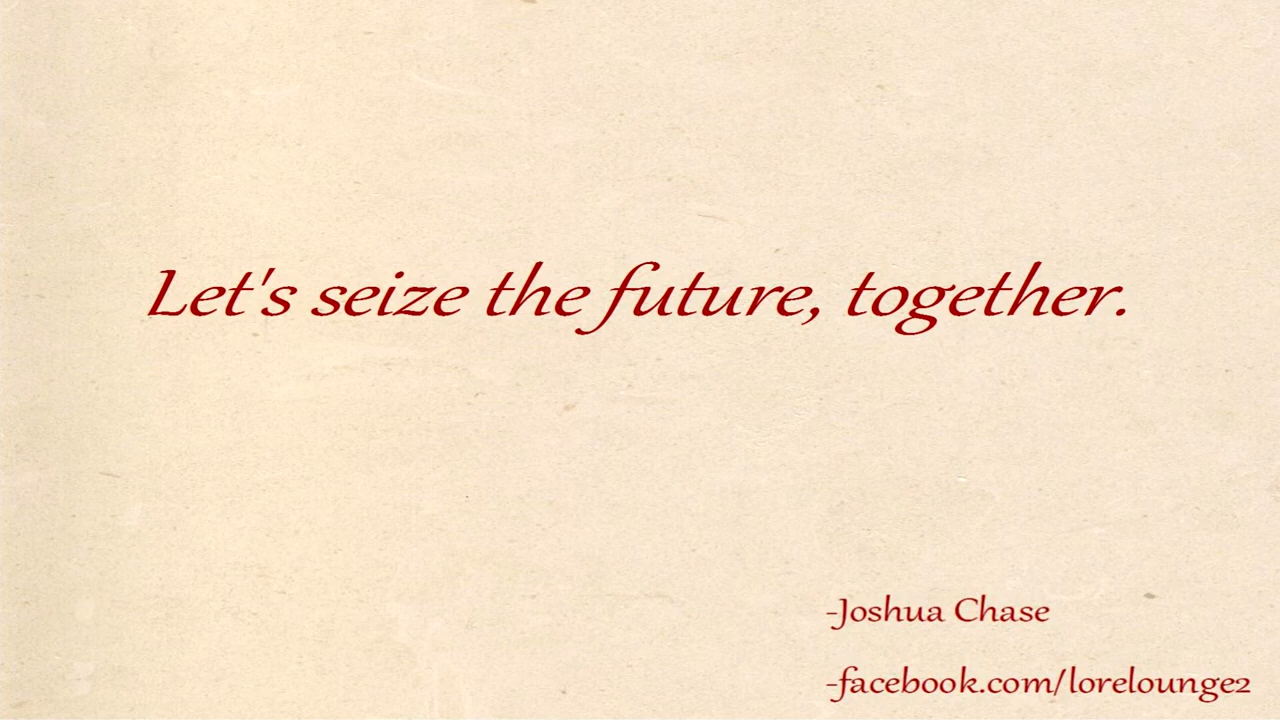 Let's seize the future, together.
-Joshua Chase
-facebook.com/lorelounge2